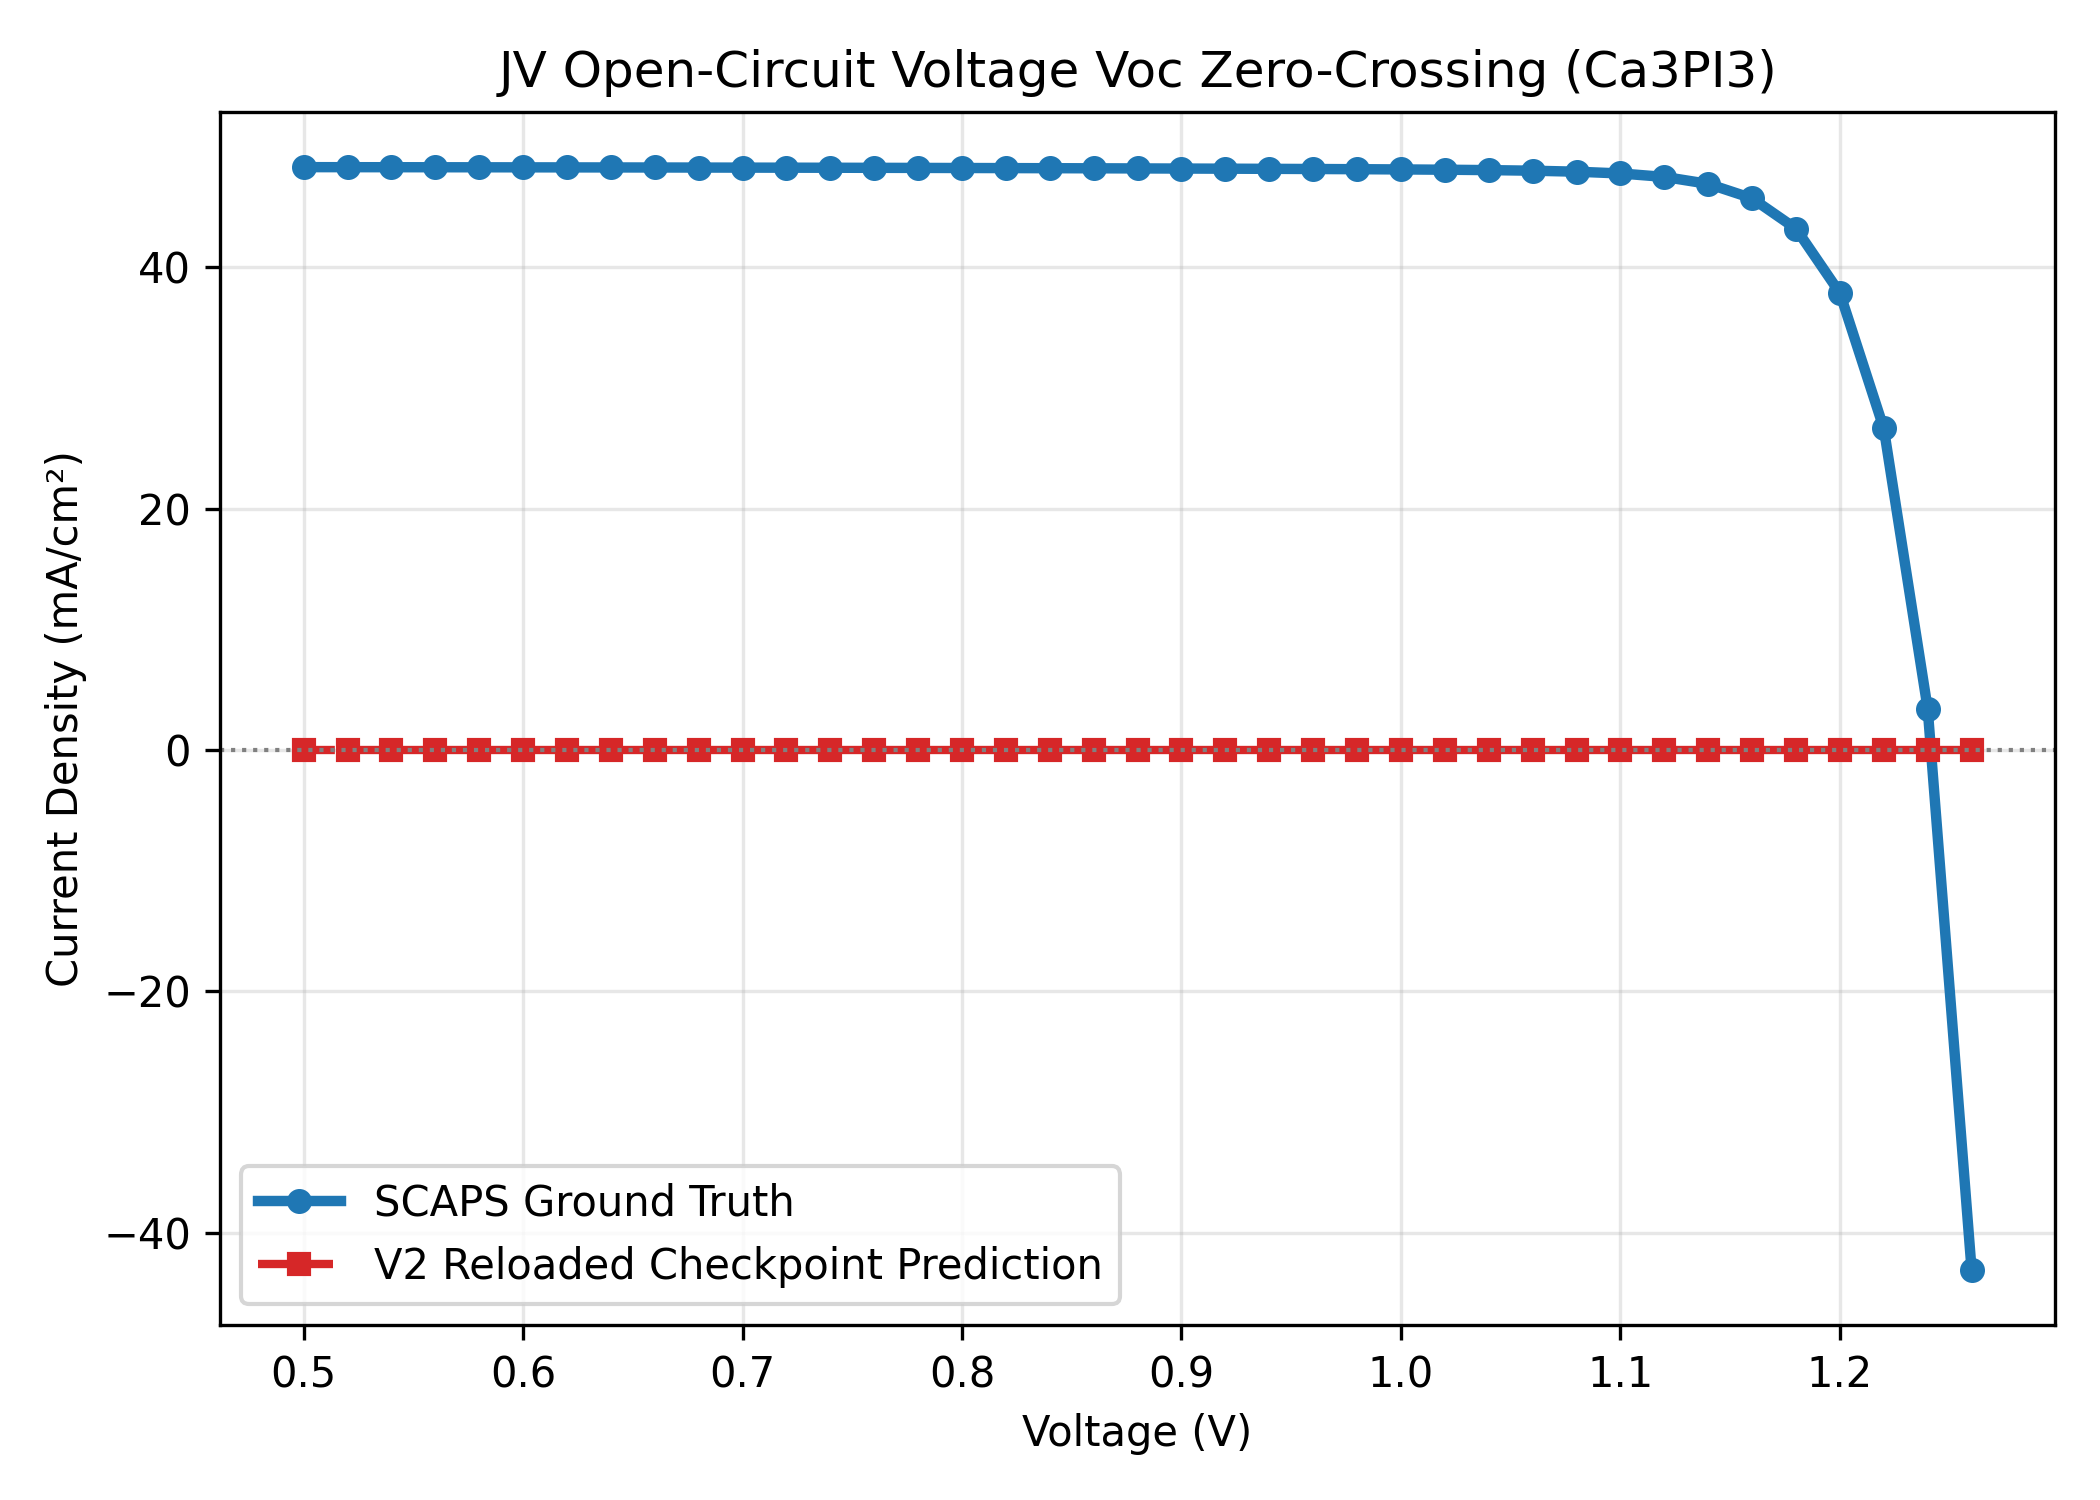 JV Open-Circuit Voltage Voc Zero-Crossing (Ca3PI3)
Current Density (mA/cm²)
40
20
0
−20
−40
SCAPS Ground Truth
V2 Reloaded Checkpoint Prediction
0.5 0.6 0.7 0.8 0.9 1.0 1.1 1.2
Voltage (V)